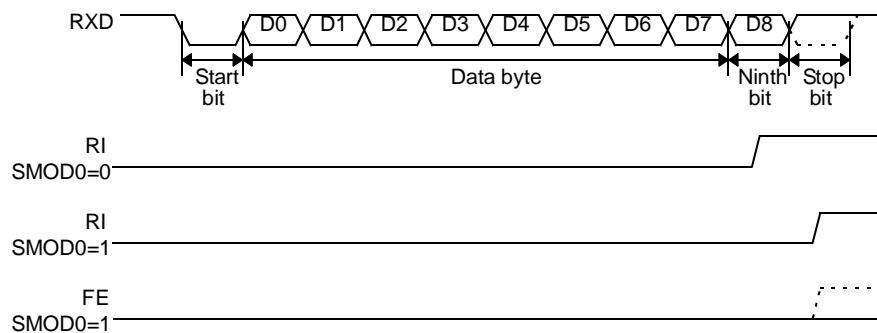 RXD
D0 D1 D2 D3 D4 D5 D6 D7 D8
Start
bit
Data byte
Ninth
bit
Stop
bit
RI
SMOD0=0
RI
SMOD0=1
FE
SMOD0=1